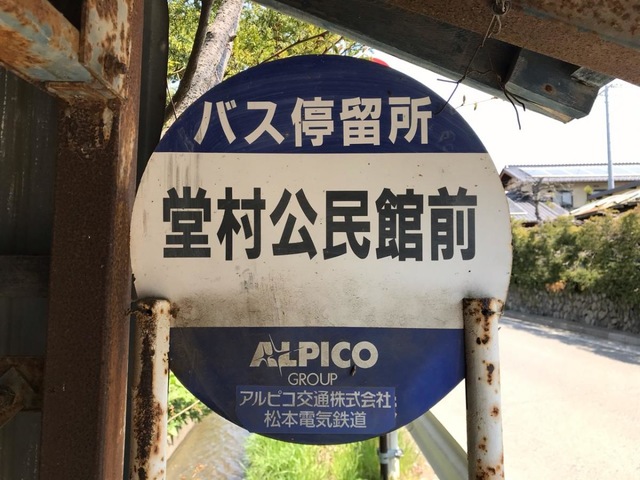 バス停留所
堂村公民館前
ALPICO
GROUP
アルピコ交通株式会社
松本電気鉄道